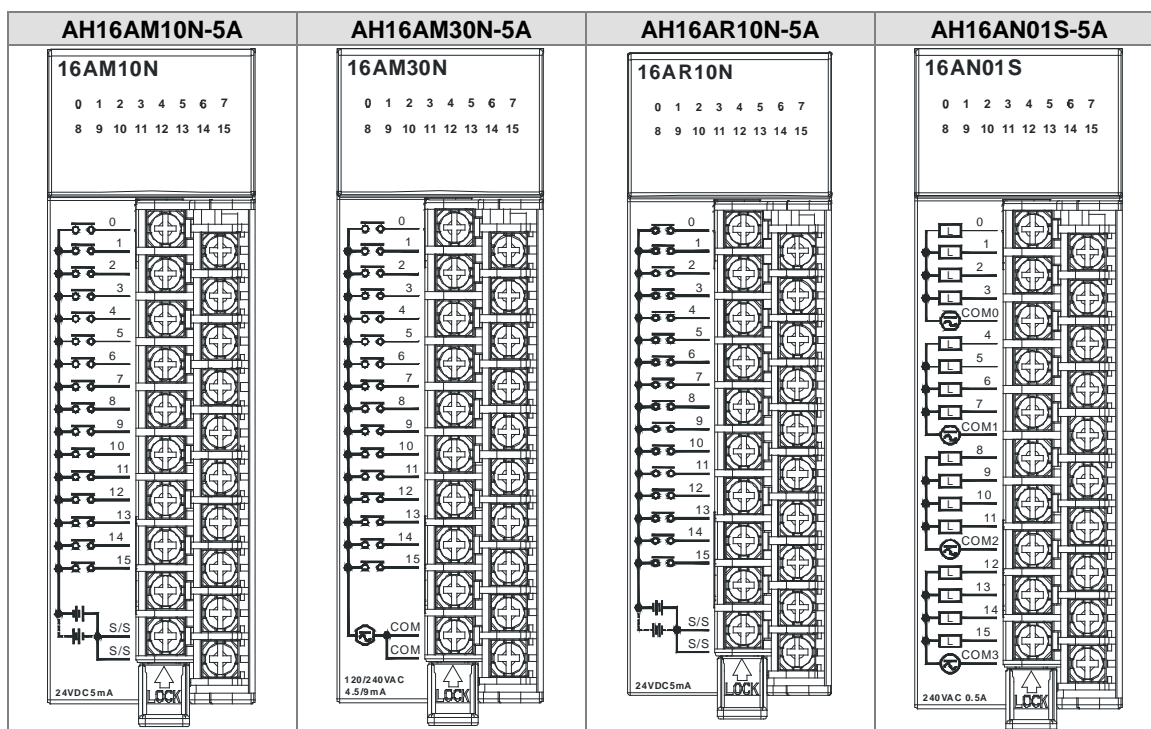 AH16AM10N-5A AH16AM30N-5A AH16AR10N-5A AH16AN01S-5A
16AM10N
0 1 2 3 4 5 6 7
8 9 10 11 12 13 14 15
0
1
2
3
4
5
6
7
8
9
10
11
12
13
14
15
S/S
S/S
24VDC5mA
LOCK
16AM30N
0 1 2 3 4 5 6 7
8 9 10 11 12 13 14 15
0
1
2
3
4
5
6
7
8
9
10
11
12
13
14
15
COM
COM
120/240VAC
4.5/9mA
LOCK
16AR10N
0 1 2 3 4 5 6 7
8 9 10 11 12 13 14 15
0
1
2
3
4
5
6
7
8
9
10
11
12
13
14
15
S/S
S/S
24VDC5mA
LOCK
16AN01S
0 1 2 3 4 5 6 7
8 9 10 11 12 13 14 15
L 0
L 1
L 2
L 3
COM0
L 4
L 5
L 6
L 7
COM1
L 8
L 9
L 10
L 11
COM2
L 12
L 13
L 14
L 15
COM3
240VAC 0.5A
LOCK